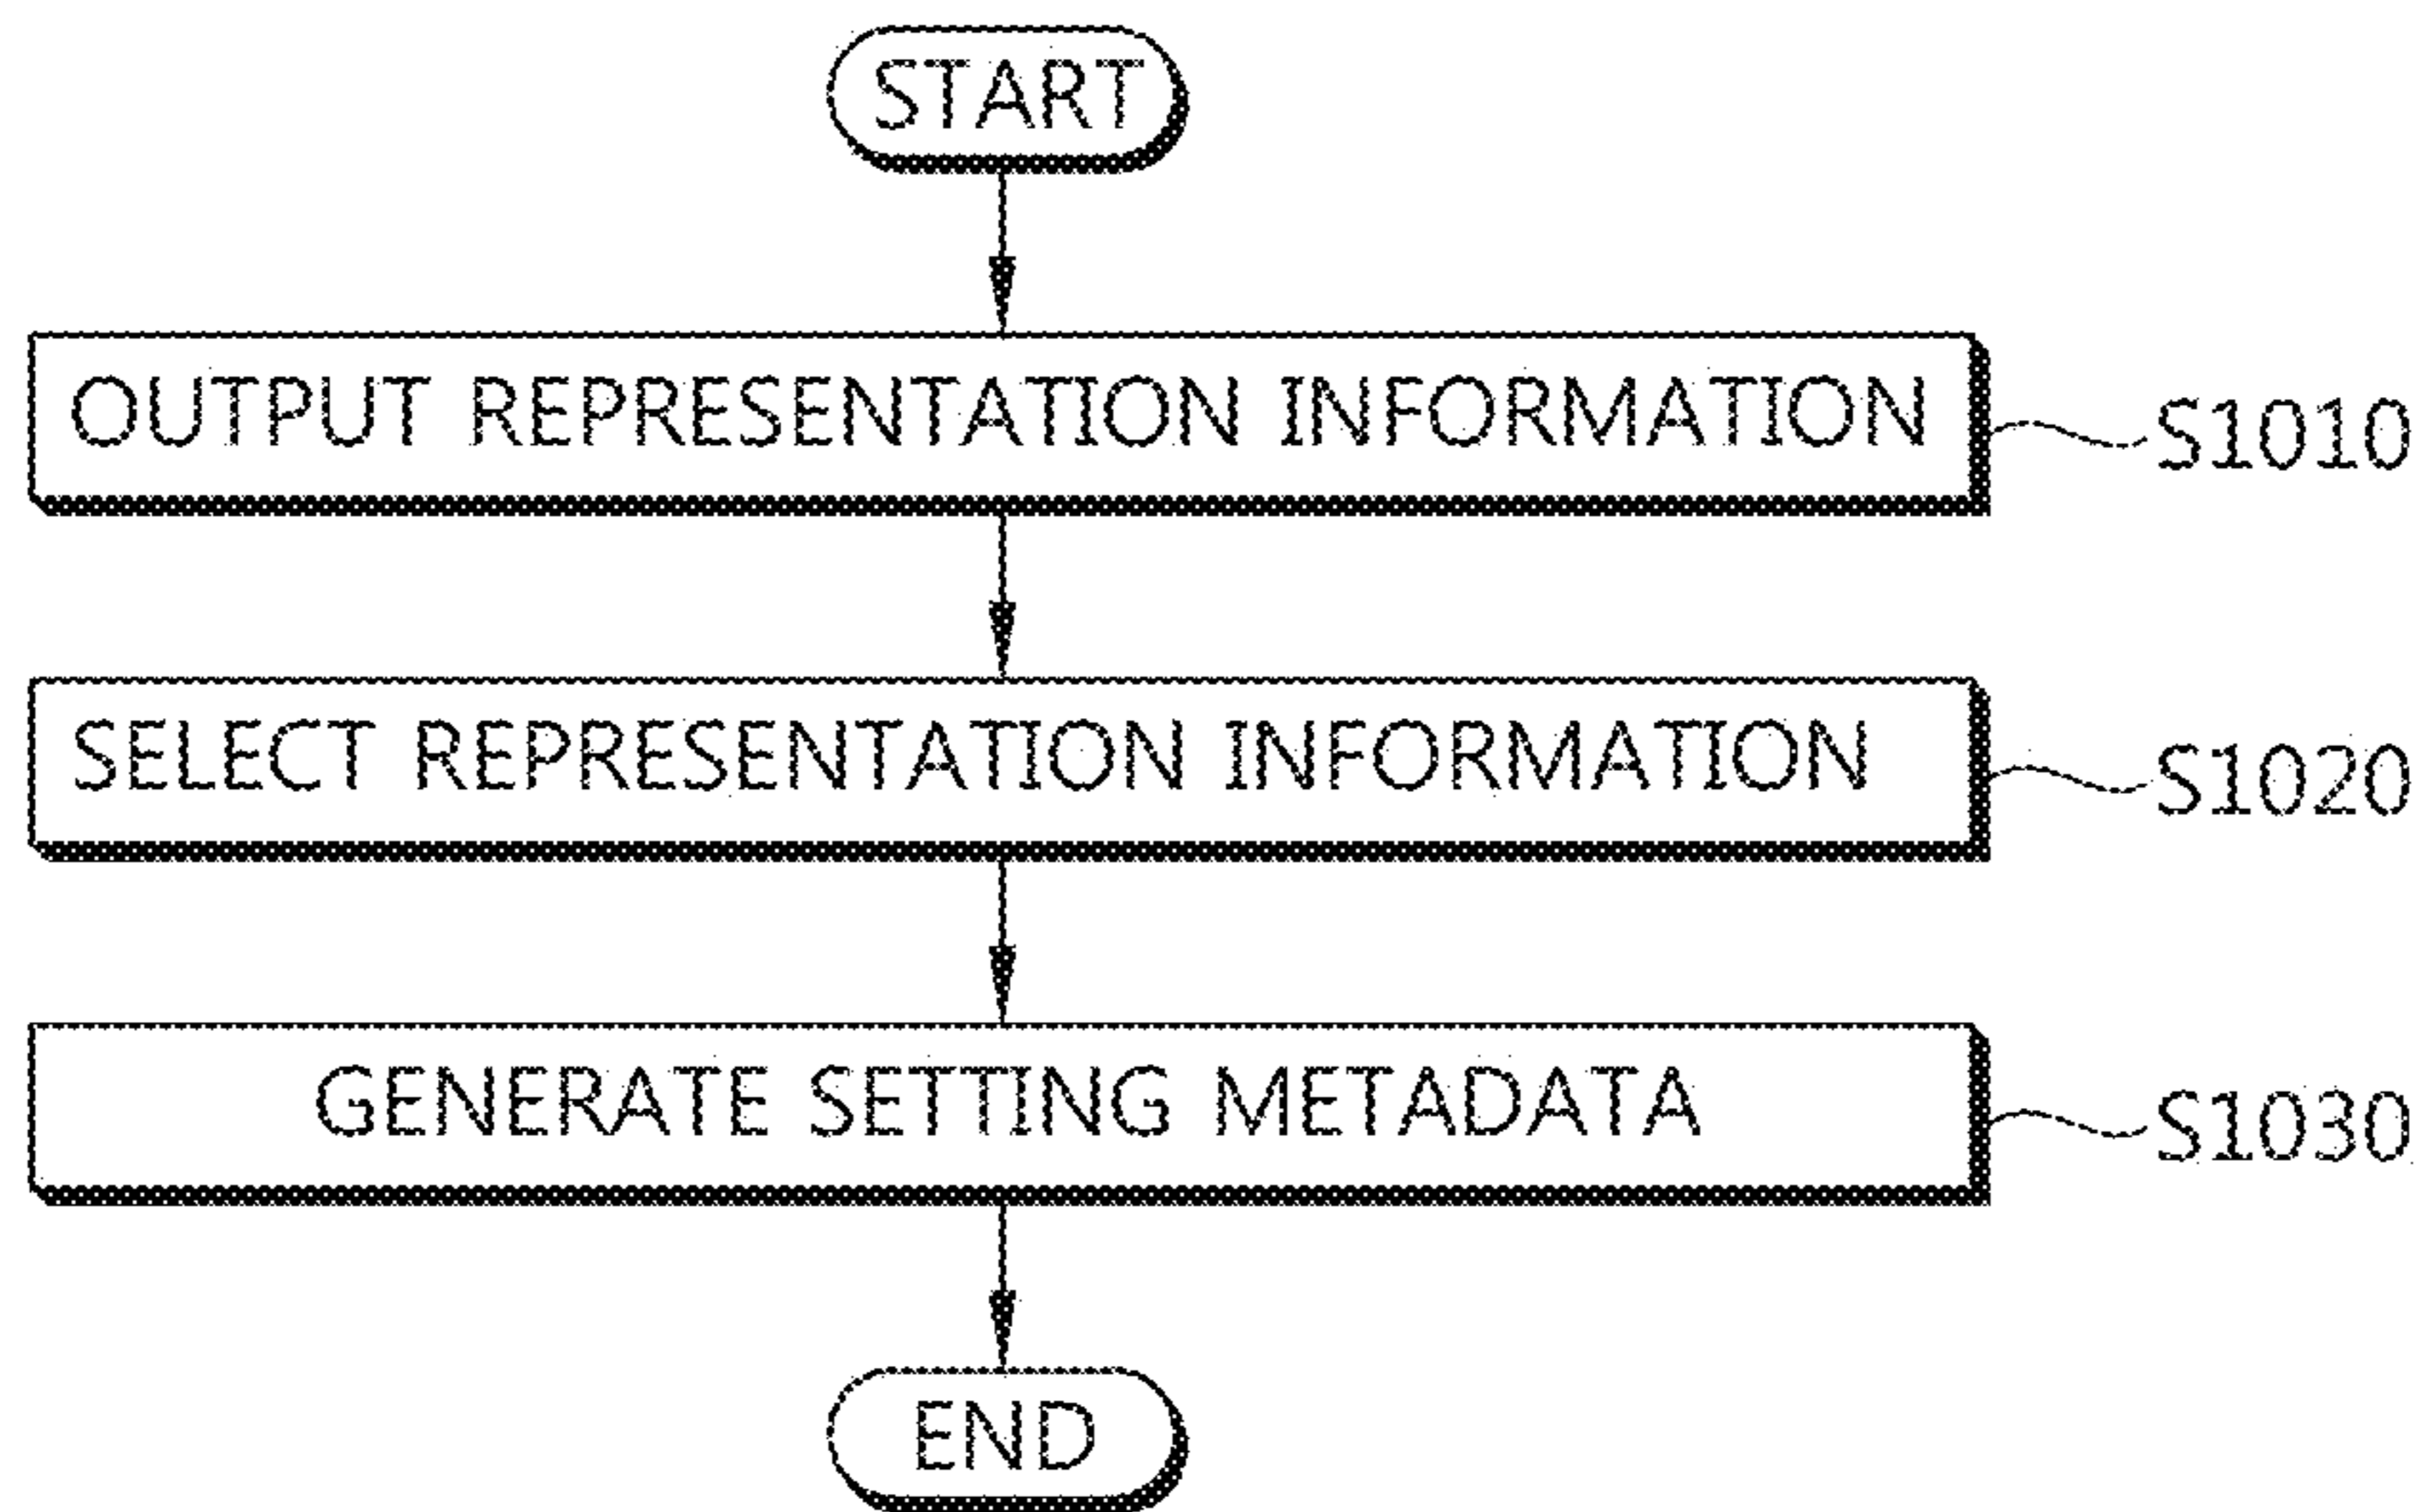 START
OUTPUT REPRESENTATION INFORMATION
S1010
SELECT REPRESENTATION INFORMATION
S1020
GENERATE SETTING METADATA
S1030
END